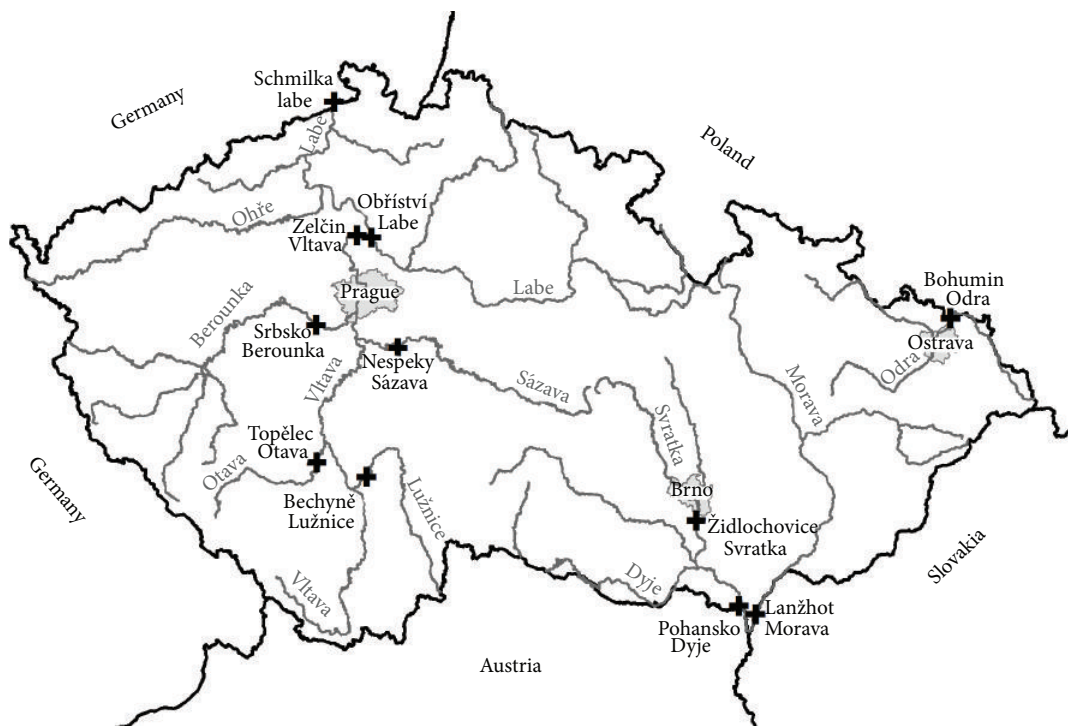 Schmilka
labe
Germany
Labe
Poland
Obříství
Labe
Ohře
Zelčin
Vltava
Bohumin
Odra
Labe
Prague
Berounka
Srbsko
Berounka
Ostrava
Nespeky
Sázava
Odra
Vltava
Sázava
Morava
Svratka
Topělec
Otava
Otava
Germany
Brno
Bechyně
Lužnice
Lužnice
Židlochovice
Svratka
Slovakia
Vltava
Dyje
Lanžhot
Morava
Pohansko
Dyje
Austria